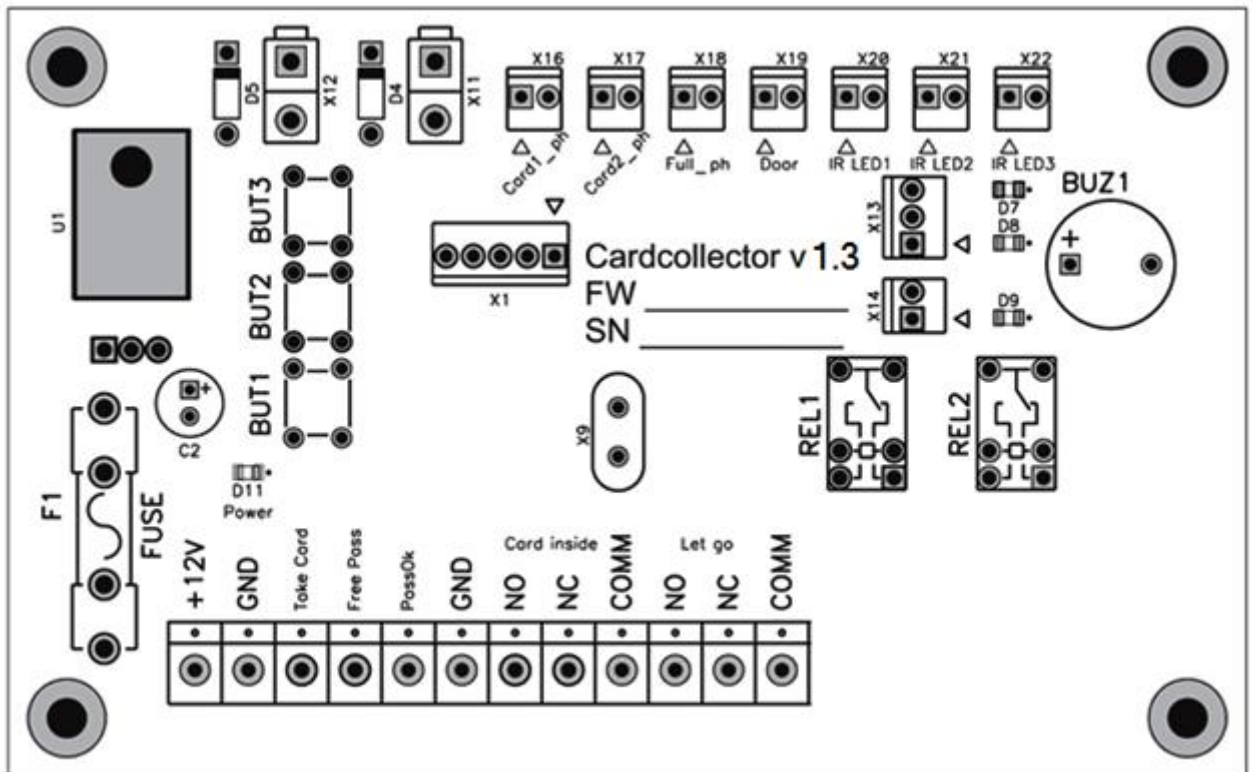 X16 X17 X18 X19 X20 X21 X22
D5 X12 D4 X11
Card1_ph Card2_ph Full_ph Door IR LED1 IR LED2 IR LED3
U1
BUT3
BUT2
BUT1
X1
Cardcollector v 1.3
FW
SN
X13
X14
D7
D8
D9
BUZ1
+
+
C2
X9
REL1
REL2
F1
FUSE
D11
Power
Card inside Let go
+12V GND Take Card Free Pass PassOk GND NO NC COMM NO NC COMM